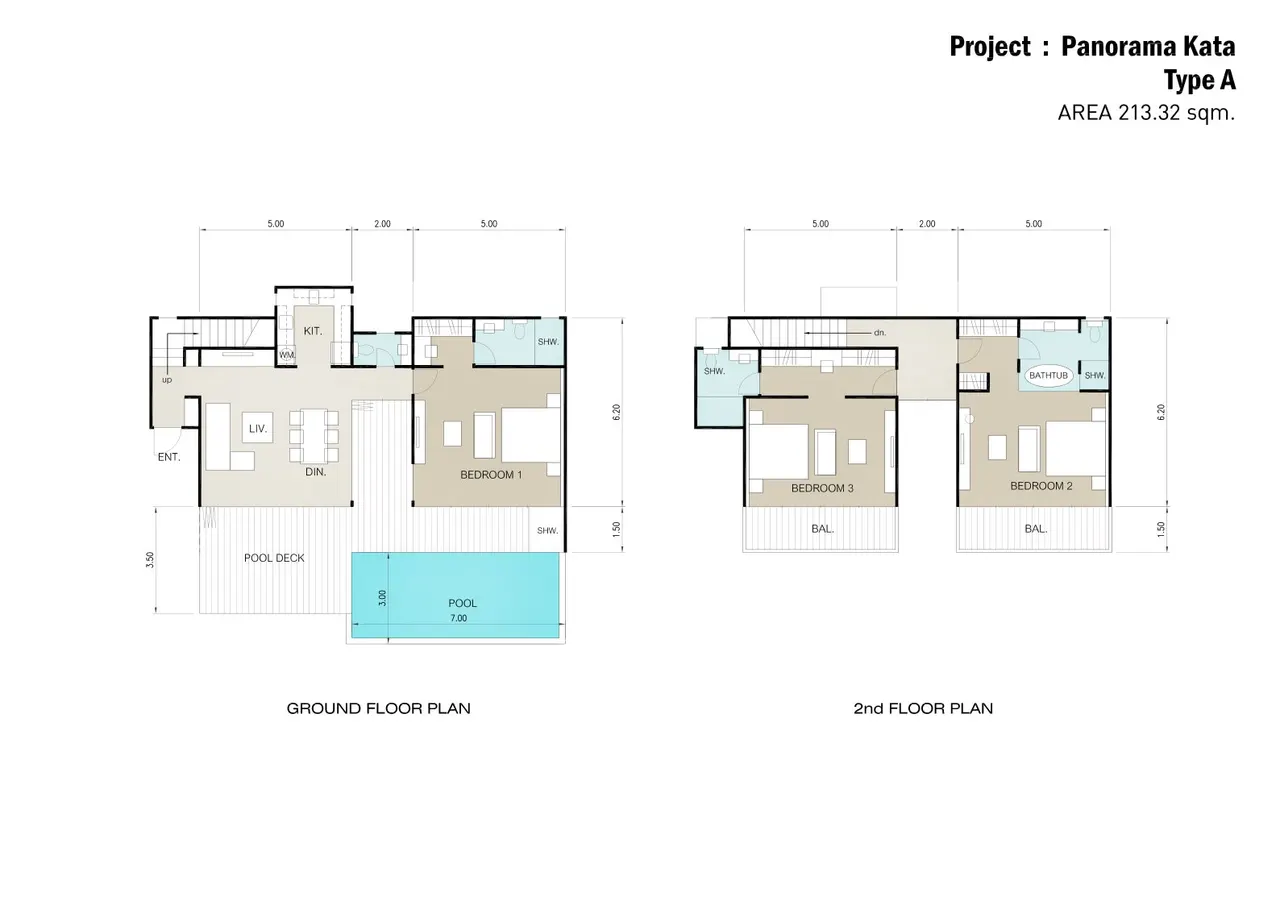 Project : Panorama Kata
Type A
AREA 213.32 sqm.
5.00
2.00
5.00
KIT.
WM.
SHW.
up
LIV.
DIN.
ENT.
BEDROOM 1
6.20
SHW.
1.50
POOL DECK
3.50
3.00
POOL
7.00
GROUND FLOOR PLAN
5.00
2.00
5.00
dn.
SHW.
BATHTUB
SHW.
6.20
BEDROOM 3
BEDROOM 2
BAL.
BAL.
1.50
2nd FLOOR PLAN